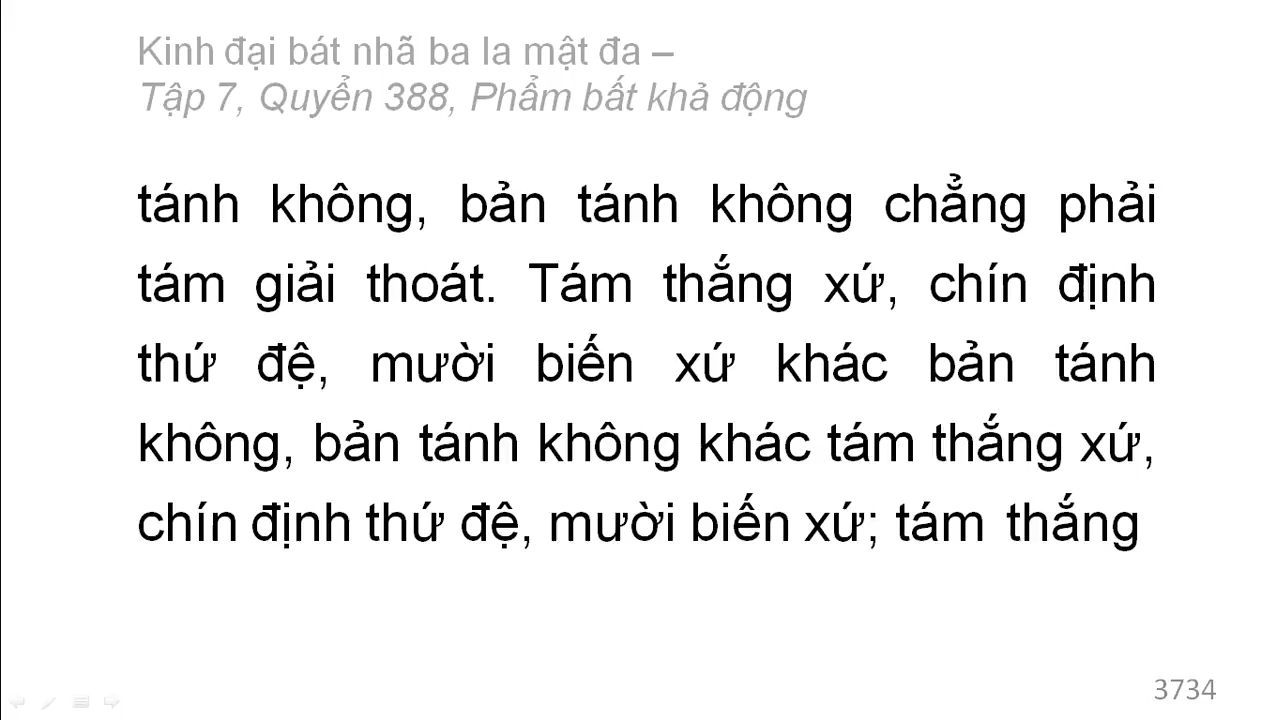 Kinh đại bát nhã ba la mật đa –
Tập 7, Quyển 388, Phẩm bất khả động
tánh không, bản tánh không chẳng phải
tám giải thoát. Tám thắng xứ, chín định
thứ đệ, mười biến xứ khác bản tánh
không, bản tánh không khác tám thắng xứ,
chín định thứ đệ, mười biến xứ; tám thắng
3734